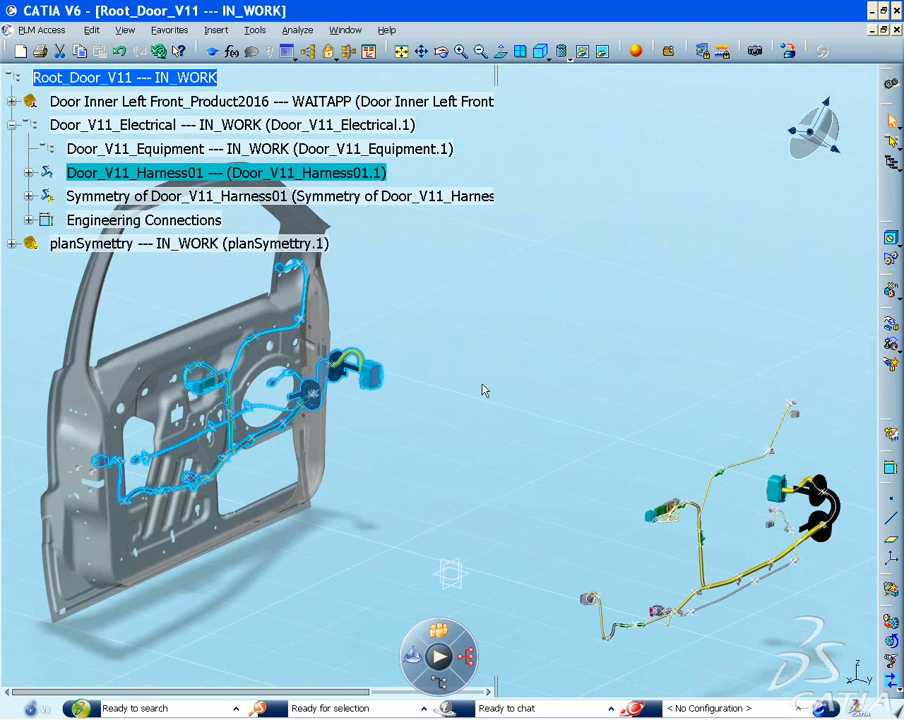 CATIA V6 - [Root_Door_V11 --- IN_WORK]
PLM Access Edit View Favorites Insert Tools Analyze Window Help
Root_Door_V11 --- IN_WORK
Door Inner Left Front_Product2016 --- WAITAPP (Door Inner Left Front
Door_V11_Electrical --- IN_WORK (Door_V11_Electrical.1)
Door_V11_Equipment --- IN_WORK (Door_V11_Equipment.1)
Door_V11_Harness01 --- (Door_V11_Harness01.1)
Symmetry of Door_V11_Harness01 (Symmetry of Door_V11_Harnes
Engineering Connections
planSymettry --- IN_WORK (planSymettry.1)
f(x)
z
x
y
CATIA
V6
Ready to search
Ready for selection
Ready to chat
< No Configuration >